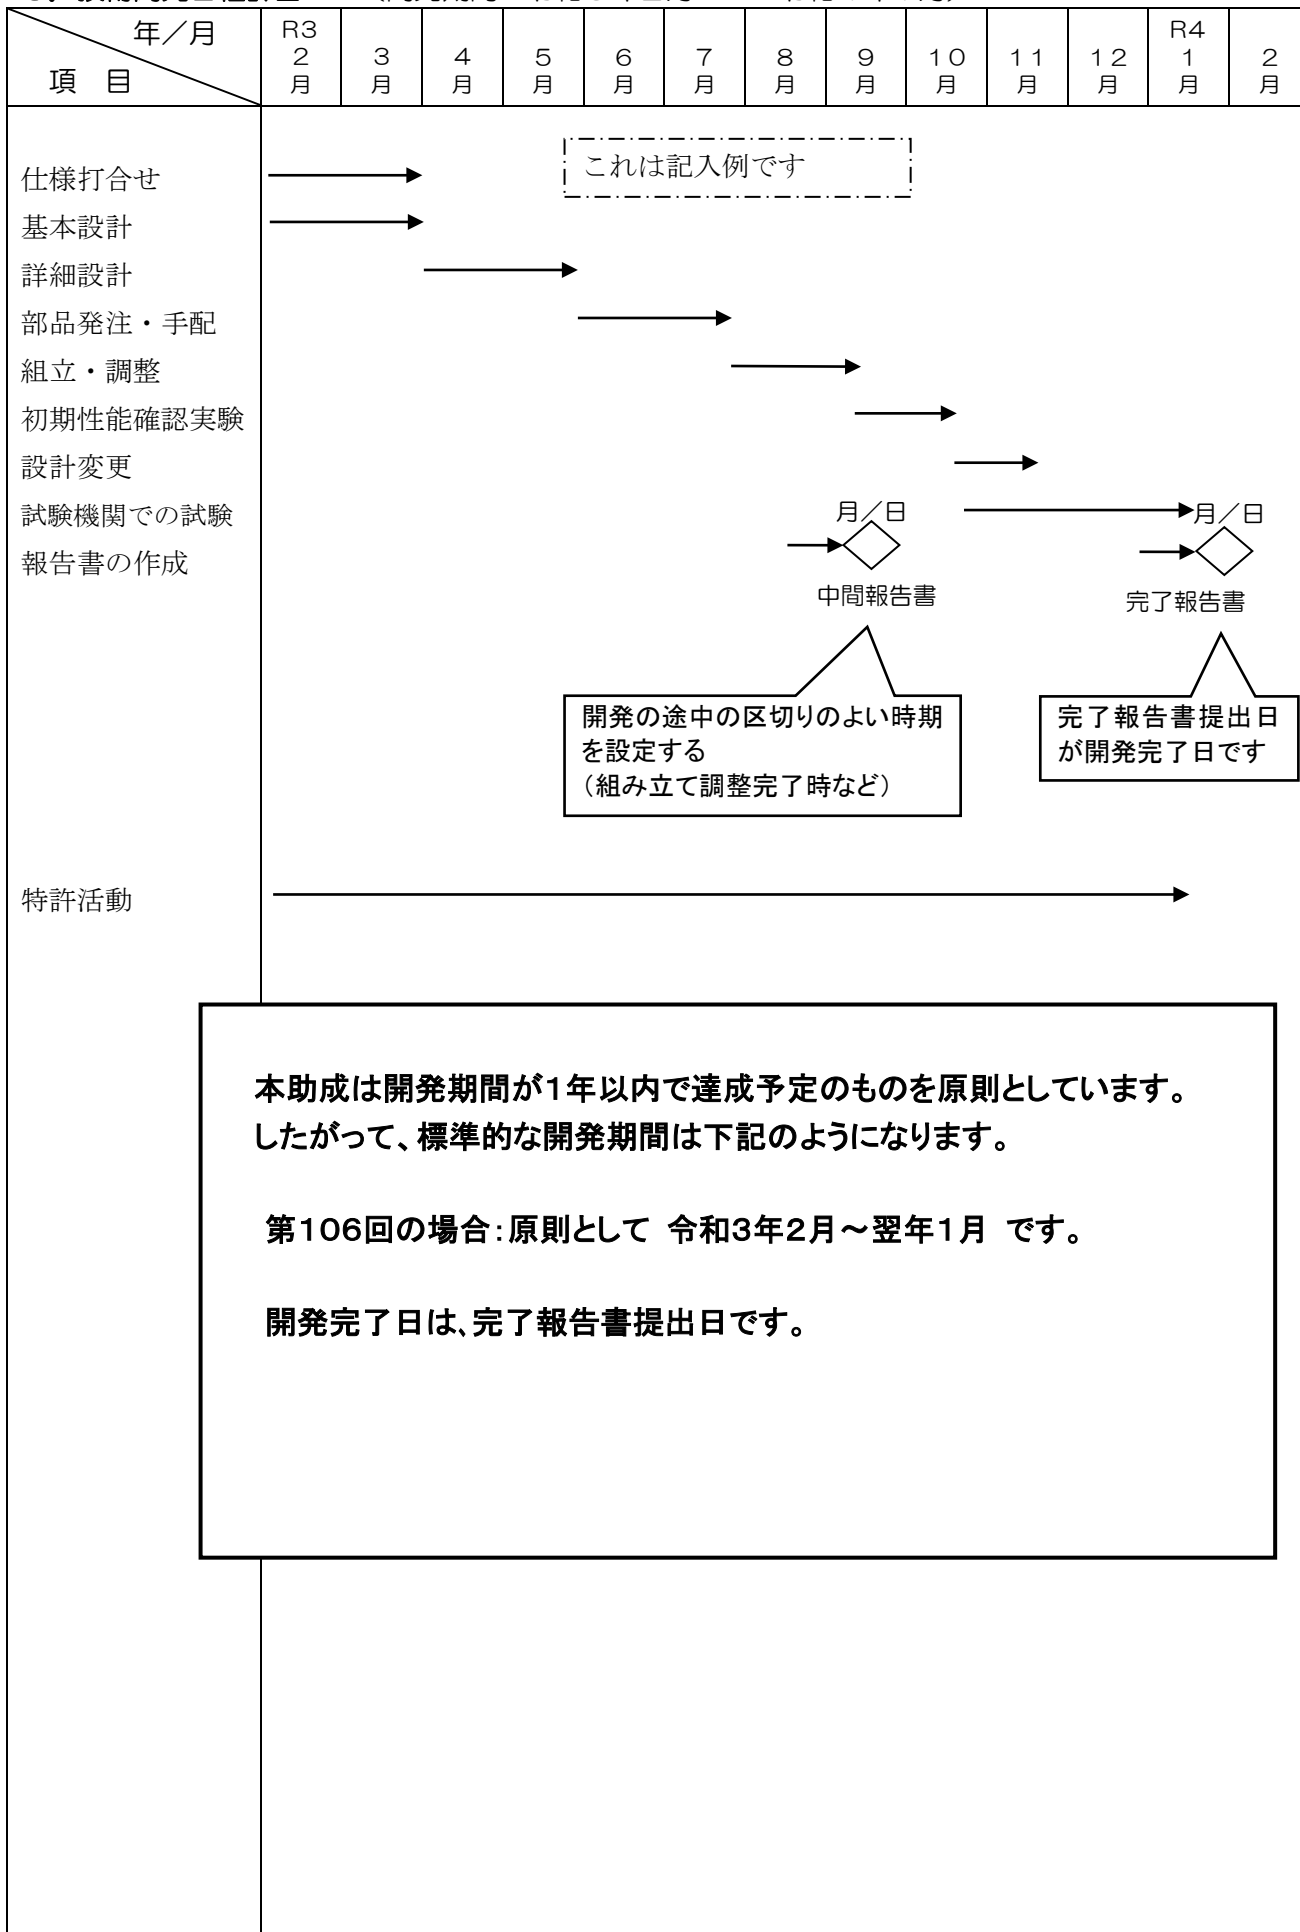 年／月
項　目
R3
2
月
3
月
4
月
5
月
6
月
7
月
8
月
9
月
10
月
11
月
12
月
R4
1
月
2
月
これは記入例です
仕様打合せ
基本設計
詳細設計
部品発注・手配
組立・調整
初期性能確認実験
設計変更
試験機関での試験
報告書の作成
月／日
中間報告書
月／日
完了報告書
開発の途中の区切りのよい時期
を設定する
（組み立て調整完了時など）
完了報告書提出日
が開発完了日です
特許活動
本助成は開発期間が1年以内で達成予定のものを原則としています。
したがって、標準的な開発期間は下記のようになります。
第106回の場合：原則として 令和3年2月～翌年1月 です。
開発完了日は、完了報告書提出日です。